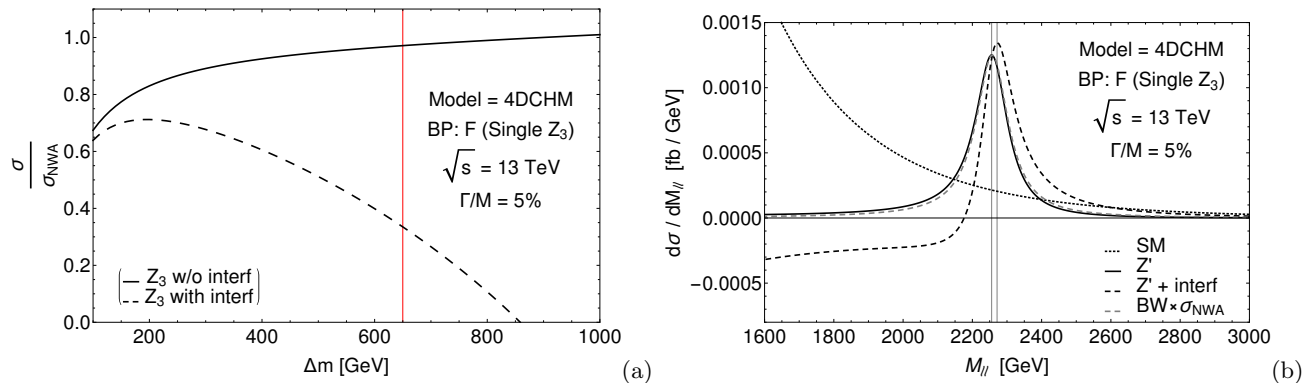 σ
σNWA
1.0
0.8
0.6
0.4
0.2
0.0
Model = 4DCHM
BP: F (Single Z₃)
√s = 13 TeV
Γ/M = 5%
Z₃ w/o interf
Z₃ with interf
200 400 600 800 1000
Δm [GeV]
(a)
dσ / dMll [fb / GeV]
0.0015
0.0010
0.0005
0.0000
−0.0005
Model = 4DCHM
BP: F (Single Z₃)
√s = 13 TeV
Γ/M = 5%
SM
Z'
Z' + interf
BW×σNWA
1600 1800 2000 2200 2400 2600 2800 3000
Mll [GeV]
(b)